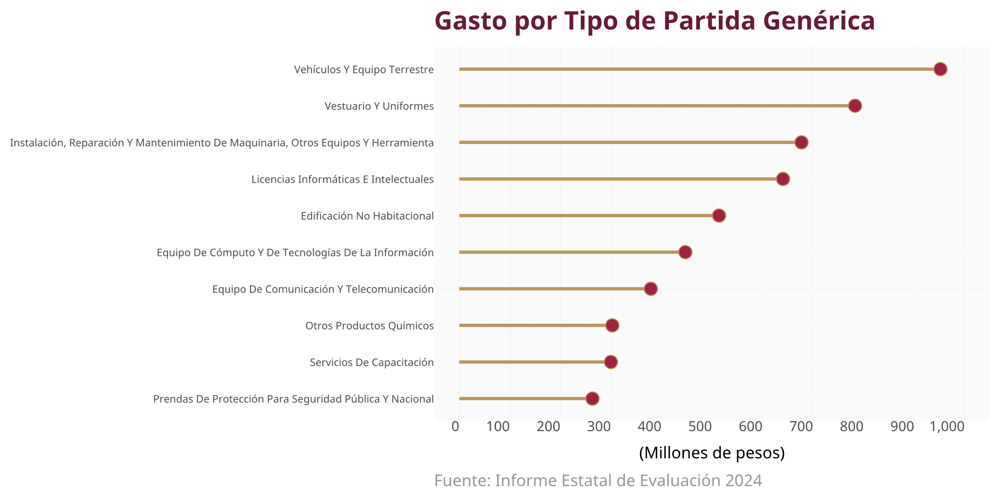 Gasto por Tipo de Partida Genérica
Vehículos Y Equipo Terrestre
Vestuario Y Uniformes
Instalación, Reparación Y Mantenimiento De Maquinaria, Otros Equipos Y Herramienta
Licencias Informáticas E Intelectuales
Edificación No Habitacional
Equipo De Cómputo Y De Tecnologías De La Información
Equipo De Comunicación Y Telecomunicación
Otros Productos Químicos
Servicios De Capacitación
Prendas De Protección Para Seguridad Pública Y Nacional
0 100 200 300 400 500 600 700 800 900 1,000
(Millones de pesos)
Fuente: Informe Estatal de Evaluación 2024